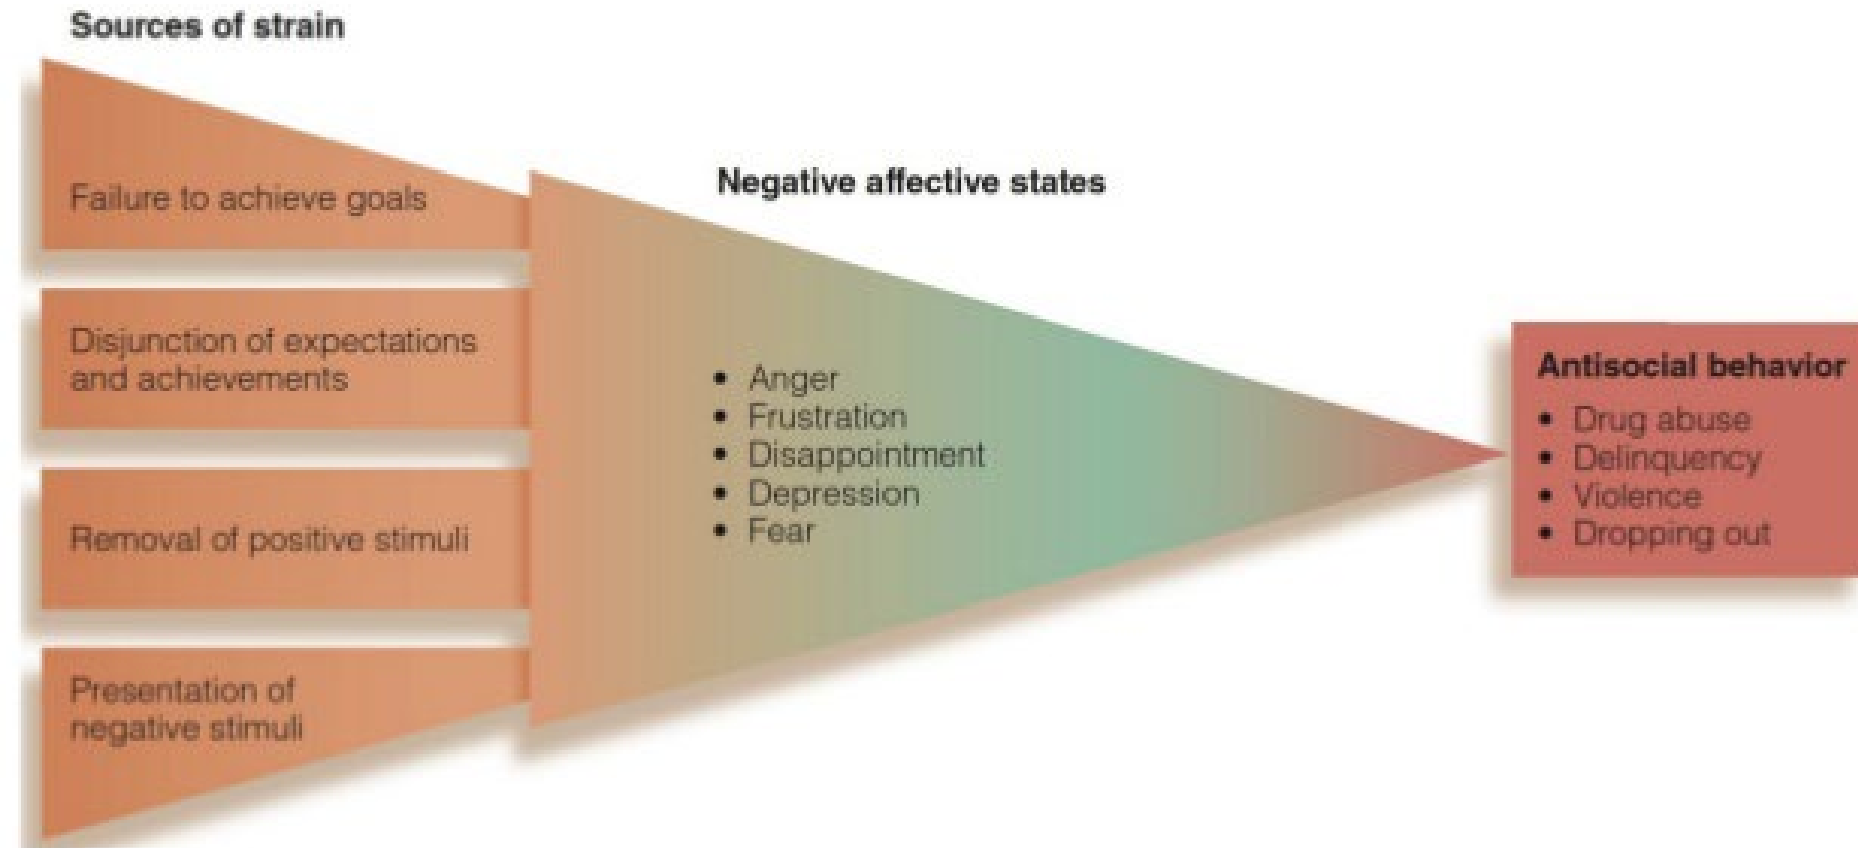 Sources of strain
Failure to achieve goals
Disjunction of expectations
and achievements
Removal of positive stimuli
Presentation of
negative stimuli
Negative affective states
• Anger
• Frustration
• Disappointment
• Depression
• Fear
Antisocial behavior
• Drug abuse
• Delinquency
• Violence
• Dropping out